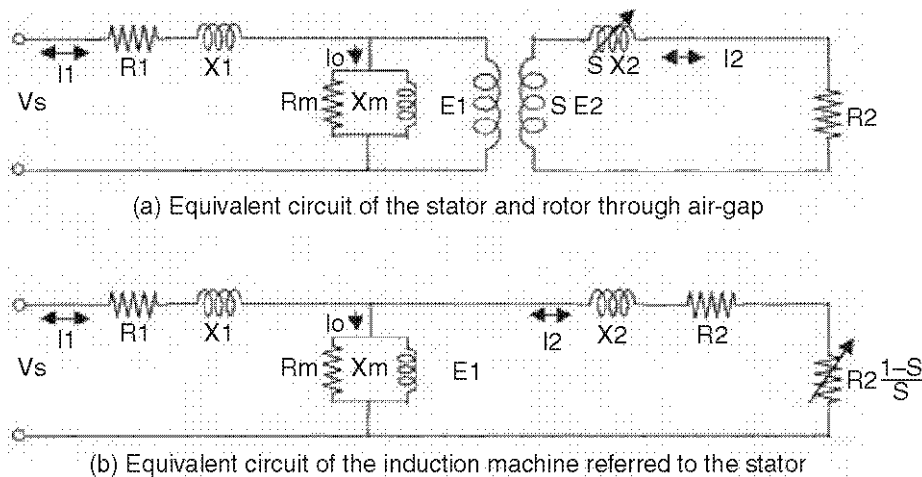 I1 R1 X1 Io Rm Xm E1 S E2 S X2 I2 R2
Vs
(a) Equivalent circuit of the stator and rotor through air-gap
I1 R1 X1 Io Rm Xm E1 I2 X2 R2 R2 1–S/S
Vs
(b) Equivalent circuit of the induction machine referred to the stator